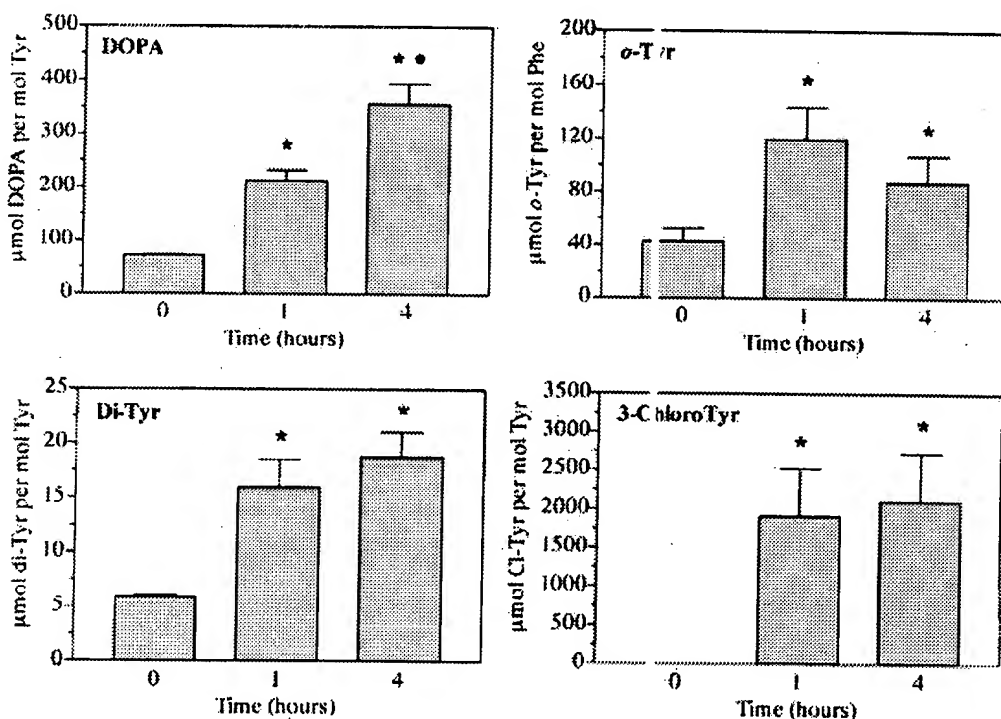 DOPA
µmol DOPA per mol Tyr
500
400
300
200
100
0
* •
*
0 1 4
Time (hours)
o-Tyr
µmol o-Tyr per mol Phe
200
160
120
80
40
0
*
*
0 1 4
Time (hours)
Di-Tyr
µmol di-Tyr per mol Tyr
25
20
15
10
5
0
*
*
0 1 4
Time (hours)
3-ChloroTyr
µmol Cl-Tyr per mol Tyr
3500
3000
2500
2000
1500
1000
500
0
*
*
0 1 4
Time (hours)